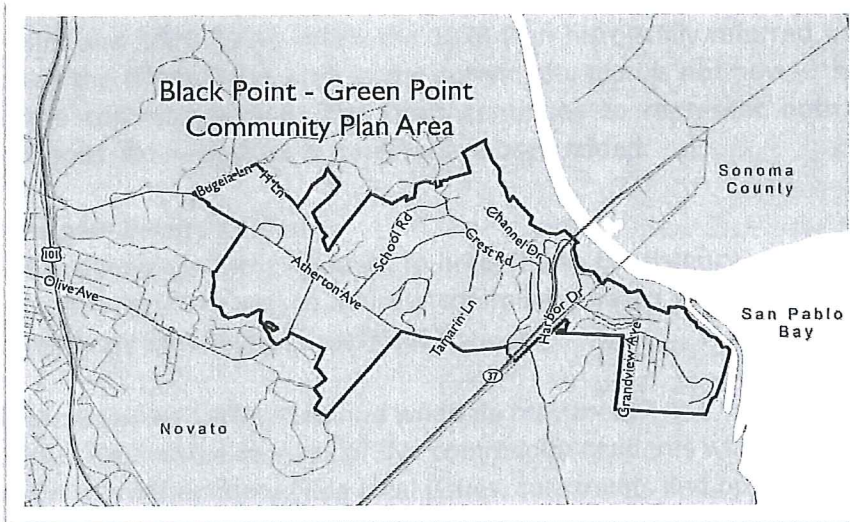 Black Point - Green Point
Community Plan Area
Sonoma
County
Bugeia Ln
H Ln
School Rd
Channel Dr
Crest Rd
101
Atherton Ave
Olive Ave
San Pablo
Bay
Harbor Dr
Tamarin Ln
Grandview Ave
37
Novato